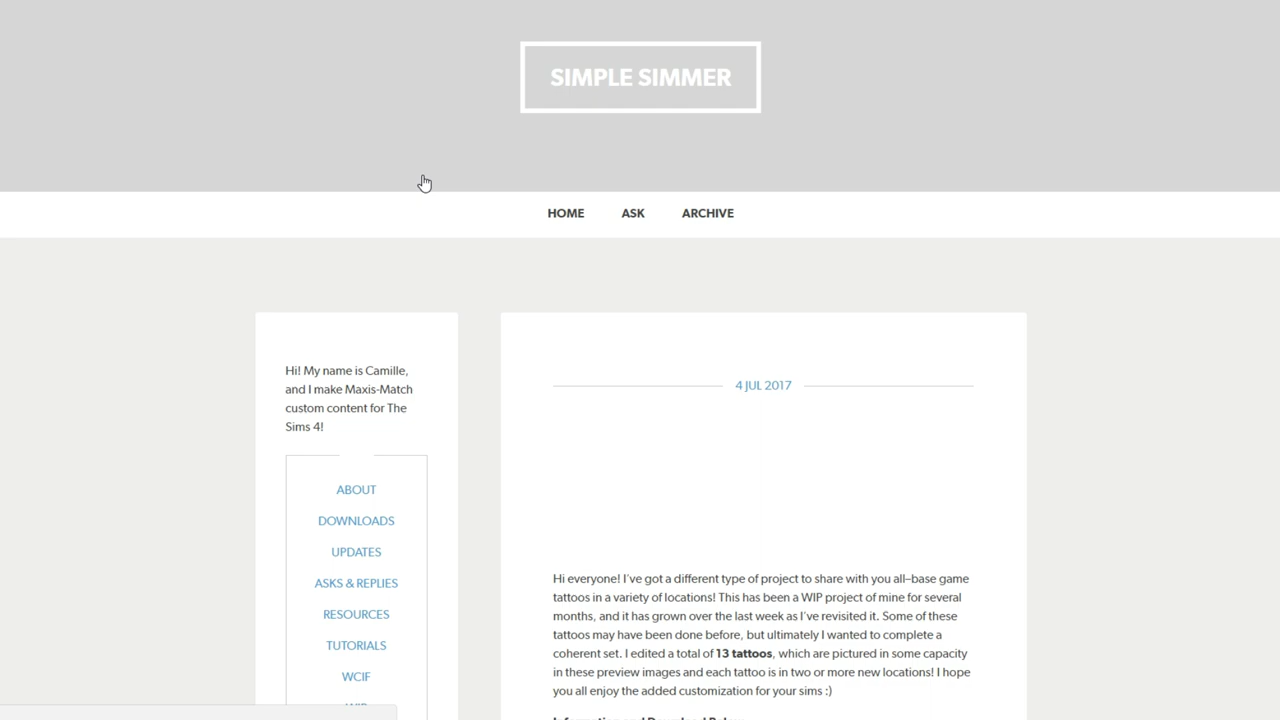 SIMPLE SIMMER
HOME ASK ARCHIVE
Hi! My name is Camille,
and I make Maxis-Match
custom content for The
Sims 4!
ABOUT
DOWNLOADS
UPDATES
ASKS & REPLIES
RESOURCES
TUTORIALS
WCIF
4 JUL 2017
Hi everyone! I've got a different type of project to share with you all–base game
tattoos in a variety of locations! This has been a WIP project of mine for several
months, and it has grown over the last week as I've revisited it. Some of these
tattoos may have been done before, but ultimately I wanted to complete a
coherent set. I edited a total of 13 tattoos, which are pictured in some capacity
in these preview images and each tattoo is in two or more new locations! I hope
you all enjoy the added customization for your sims :)